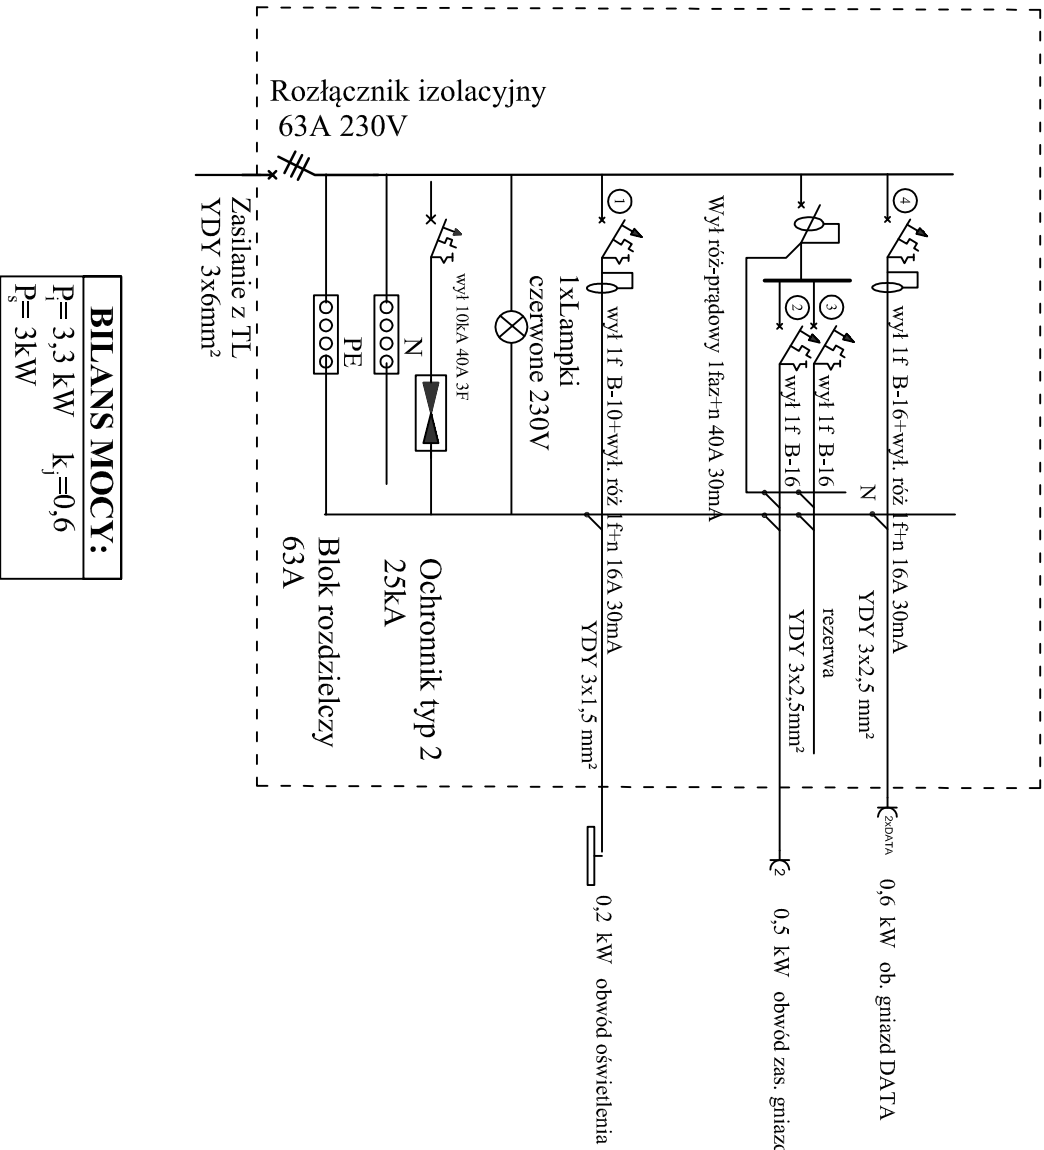 Rozłącznik izolacyjny
63A 230V
Zasilanie z TL
YDY 3x6mm²
PE
N
wył 10kA 40A 3F
1xLampki
czerwone 230V
1
wył 1f B-10+wył. róż 1f+n 16A 30mA
Wył róż-prądowy 1faz+n 40A 30mA
2
wył 1f B-16
3
wył 1f B-16
4
wył 1f B-16+wył. róż 1f+n 16A 30mA
N
Blok rozdzielczy
63A
Ochronnik typ 2
25kA
YDY 3x1,5 mm²
YDY 3x2,5mm²
rezerwa
YDY 3x2,5 mm²
0,2 kW obwód oświetlenia
2
0,5 kW obwód zas.
2xDATA
0,6 kW ob. gniazd DATA
BILANS MOCY:
Pi= 3,3 kW kj=0,6
Ps= 3kW